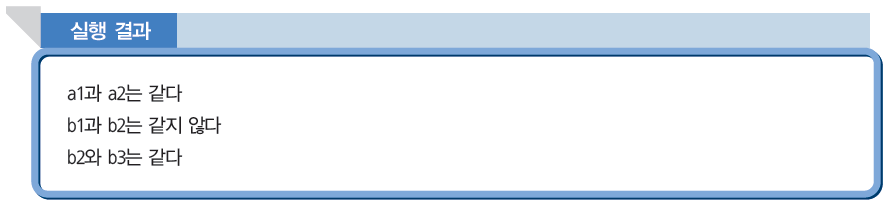 실행 결과
a1과 a2는 같다
b1과 b2는 같지 않다
b2와 b3는 같다